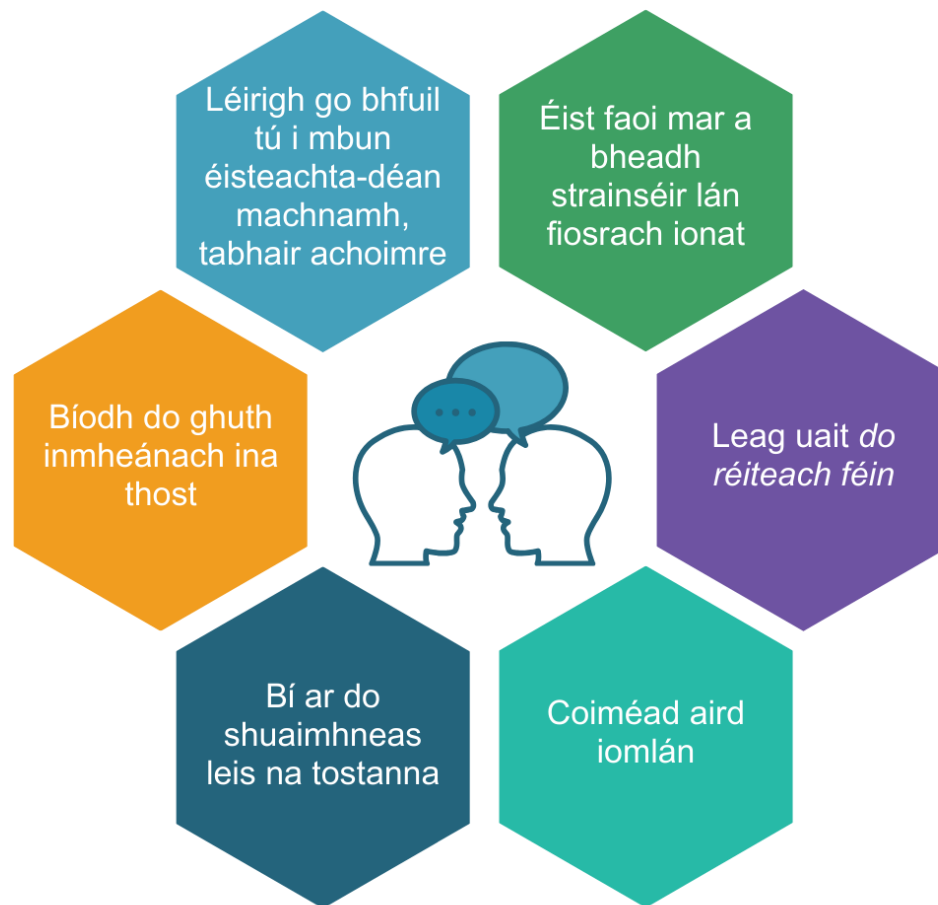 Léirigh go bhfuil
tú i mbun
éisteachta-déan
machnamh,
tabhair achoimre
Éist faoi mar a
bheadh
strainséir lán
fiosrach ionat
Bíodh do ghuth
inmheánach ina
thost
Leag uait do
réiteach féin
Bí ar do
shuaimhneas
leis na tostanna
Coiméad aird
iomlán